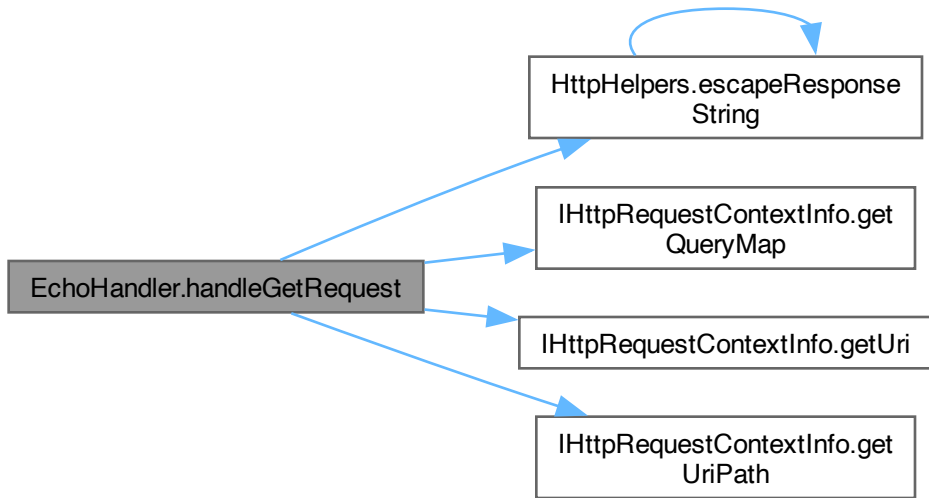 HttpHelpers.escapeResponse
String
IHttpRequestContextInfo.get
QueryMap
EchoHandler.handleGetRequest
IHttpRequestContextInfo.getUri
IHttpRequestContextInfo.get
UriPath